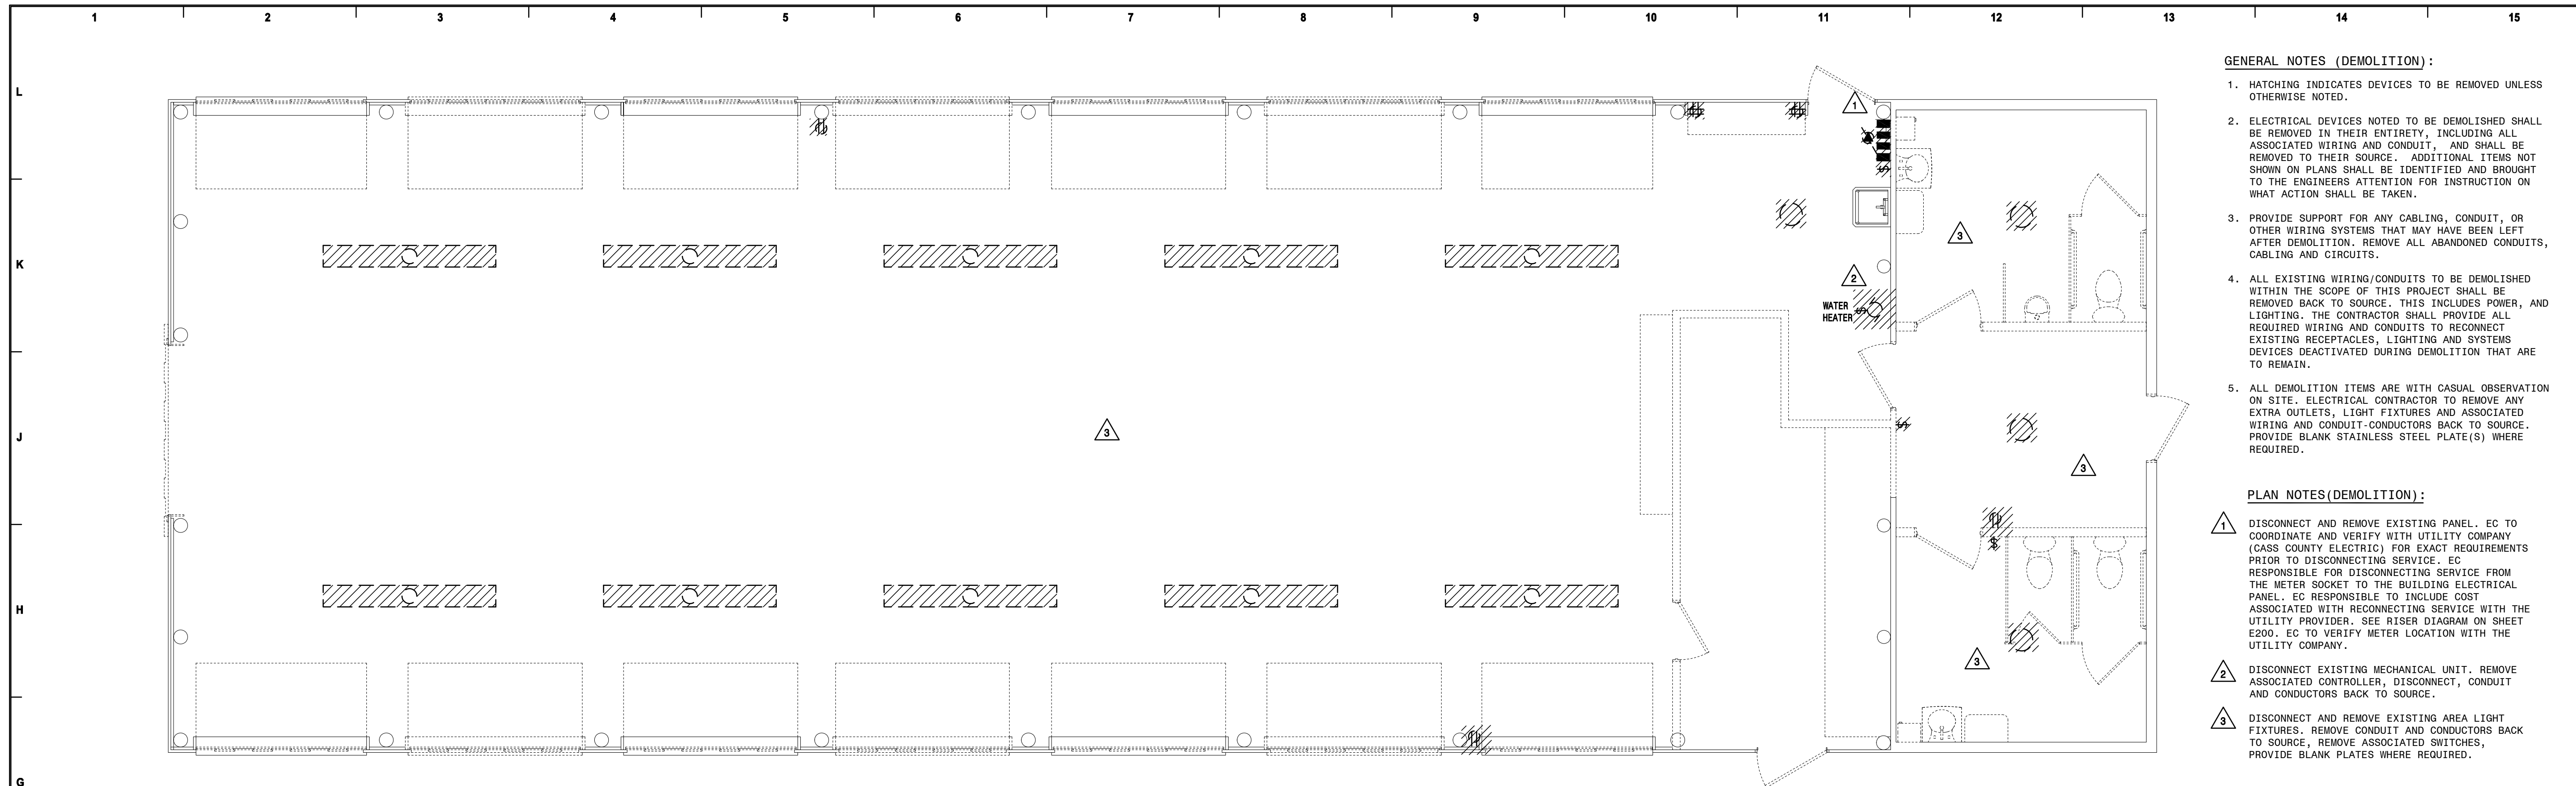 1 2 3 4 5 6 7 8 9 10 11 12 13 14 15
L
K
J
H
G
1
3
2
WATER
HEATER
3
3
3
$
$
$
$
GENERAL NOTES (DEMOLITION):
1. HATCHING INDICATES DEVICES TO BE REMOVED UNLESS
OTHERWISE NOTED.
2. ELECTRICAL DEVICES NOTED TO BE DEMOLISHED SHALL
BE REMOVED IN THEIR ENTIRETY, INCLUDING ALL
ASSOCIATED WIRING AND CONDUIT, AND SHALL BE
REMOVED TO THEIR SOURCE. ADDITIONAL ITEMS NOT
SHOWN ON PLANS SHALL BE IDENTIFIED AND BROUGHT
TO THE ENGINEERS ATTENTION FOR INSTRUCTION ON
WHAT ACTION SHALL BE TAKEN.
3. PROVIDE SUPPORT FOR ANY CABLING, CONDUIT, OR
OTHER WIRING SYSTEMS THAT MAY HAVE BEEN LEFT
AFTER DEMOLITION. REMOVE ALL ABANDONED CONDUITS,
CABLING AND CIRCUITS.
4. ALL EXISTING WIRING/CONDUITS TO BE DEMOLISHED
WITHIN THE SCOPE OF THIS PROJECT SHALL BE
REMOVED BACK TO SOURCE. THIS INCLUDES POWER, AND
LIGHTING. THE CONTRACTOR SHALL PROVIDE ALL
REQUIRED WIRING AND CONDUITS TO RECONNECT
EXISTING RECEPTACLES, LIGHTING AND SYSTEMS
DEVICES DEACTIVATED DURING DEMOLITION THAT ARE
TO REMAIN.
5. ALL DEMOLITION ITEMS ARE WITH CASUAL OBSERVATION
ON SITE. ELECTRICAL CONTRACTOR TO REMOVE ANY
EXTRA OUTLETS, LIGHT FIXTURES AND ASSOCIATED
WIRING AND CONDUIT-CONDUCTORS BACK TO SOURCE.
PROVIDE BLANK STAINLESS STEEL PLATE(S) WHERE
REQUIRED.
PLAN NOTES(DEMOLITION):
1 DISCONNECT AND REMOVE EXISTING PANEL. EC TO
COORDINATE AND VERIFY WITH UTILITY COMPANY
(CASS COUNTY ELECTRIC) FOR EXACT REQUIREMENTS
PRIOR TO DISCONNECTING SERVICE. EC
RESPONSIBLE FOR DISCONNECTING SERVICE FROM
THE METER SOCKET TO THE BUILDING ELECTRICAL
PANEL. EC RESPONSIBLE TO INCLUDE COST
ASSOCIATED WITH RECONNECTING SERVICE WITH THE
UTILITY PROVIDER. SEE RISER DIAGRAM ON SHEET
E200. EC TO VERIFY METER LOCATION WITH THE
UTILITY COMPANY.
2 DISCONNECT EXISTING MECHANICAL UNIT. REMOVE
ASSOCIATED CONTROLLER, DISCONNECT, CONDUIT
AND CONDUCTORS BACK TO SOURCE.
3 DISCONNECT AND REMOVE EXISTING AREA LIGHT
FIXTURES. REMOVE CONDUIT AND CONDUCTORS BACK
TO SOURCE, REMOVE ASSOCIATED SWITCHES,
PROVIDE BLANK PLATES WHERE REQUIRED.